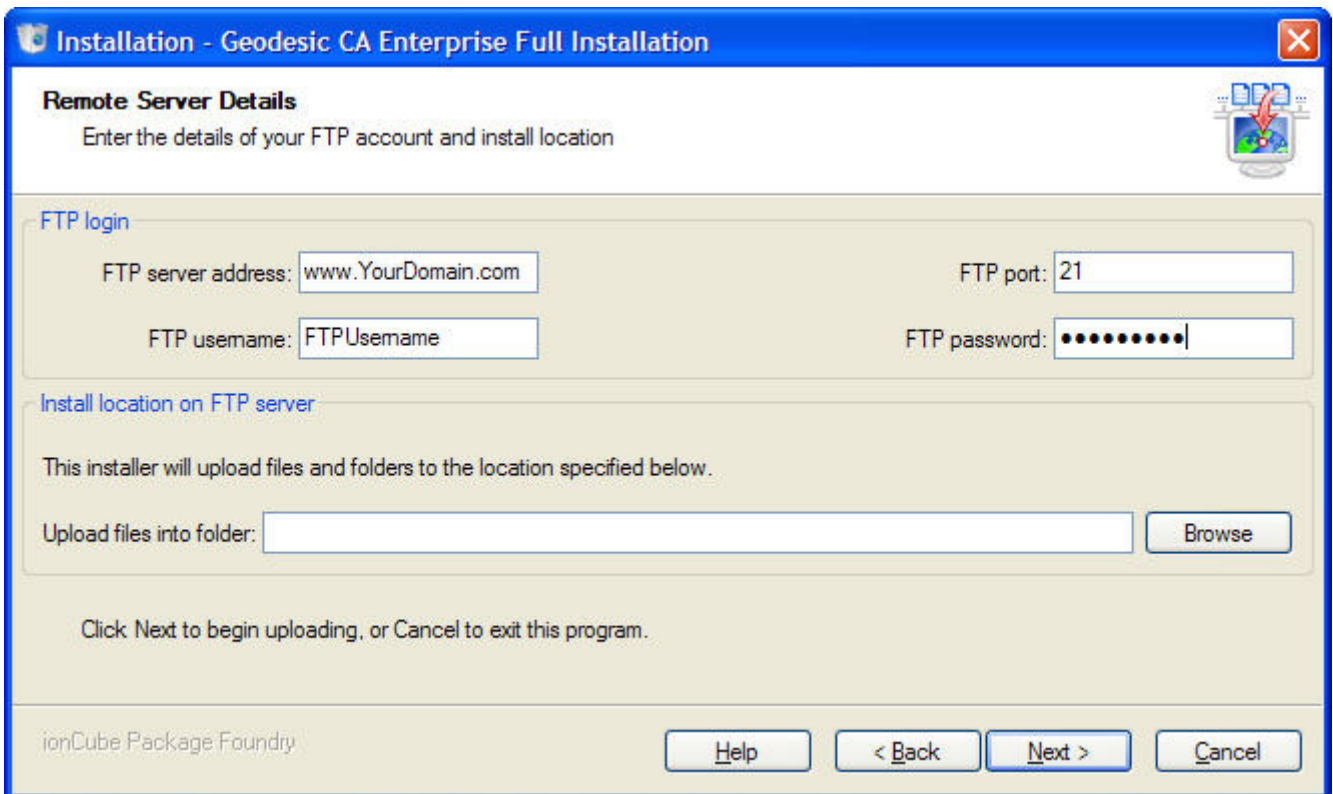 Installation - Geodesic CA Enterprise Full Installation
Remote Server Details
Enter the details of your FTP account and install location
FTP login
FTP server address: www.YourDomain.com FTP port: 21
FTP username: FTPUsername FTP password: ●●●●●●●●●
Install location on FTP server
This installer will upload files and folders to the location specified below.
Upload files into folder: Browse
Click Next to begin uploading, or Cancel to exit this program.
ionCube Package Foundry Help < Back Next > Cancel